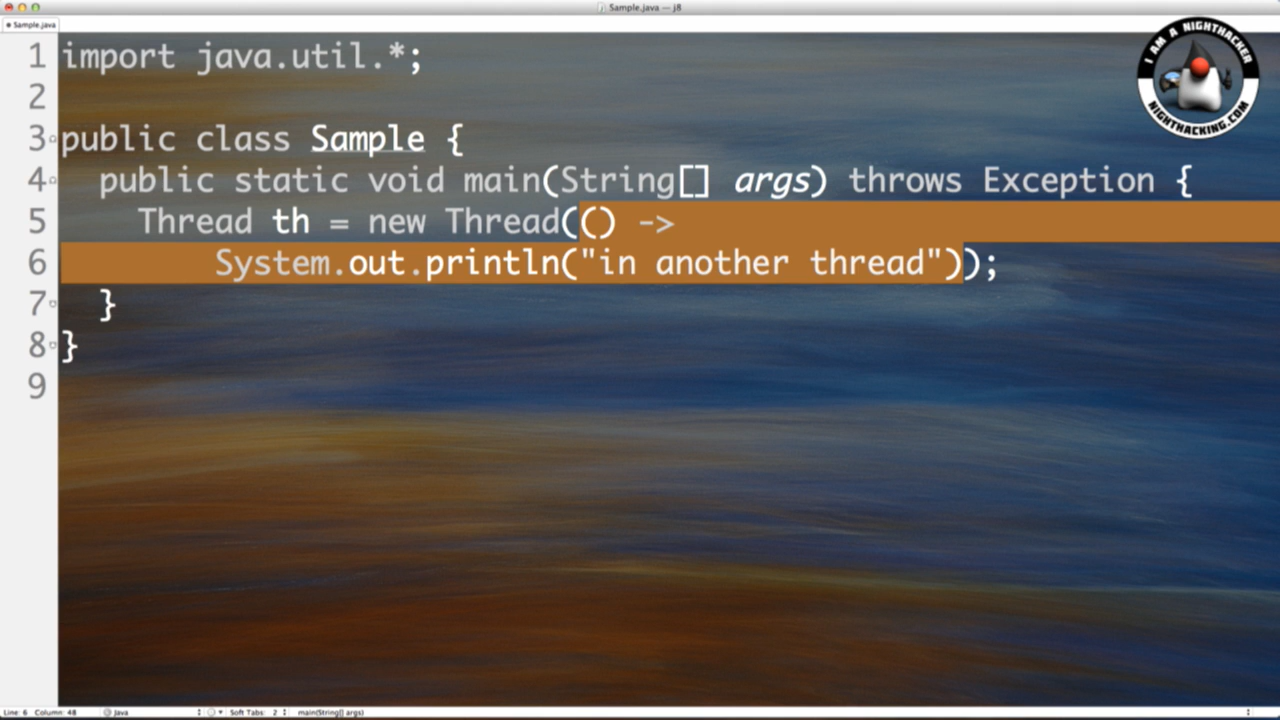 Sample.java — j8
Sample.java
1 import java.util.*;
2
3 public class Sample {
4   public static void main(String[] args) throws Exception {
5     Thread th = new Thread(() ->
6         System.out.println("in another thread"));
7   }
8 }
9
I AM A NIGHTHACKER
NIGHTHACKING.COM
Line: 6 Column: 48 Java Soft Tabs: 2 main(String[] args)